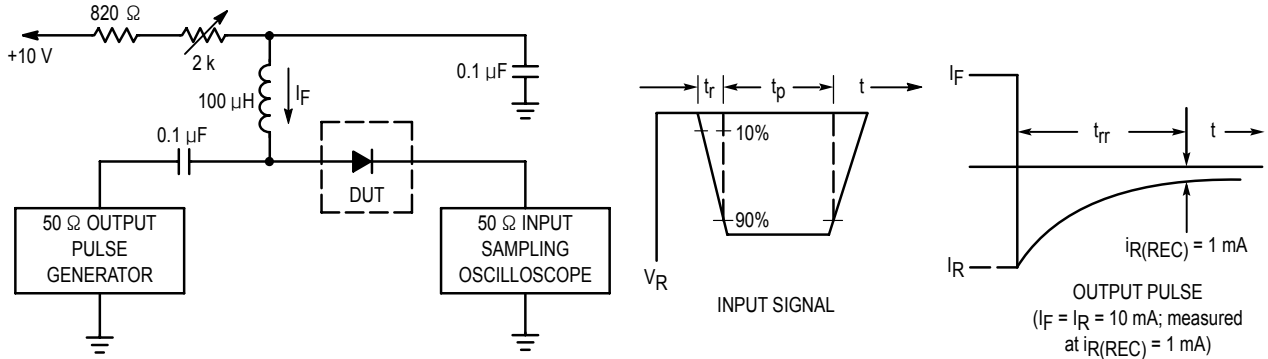 820 Ω
+10 V
2 k
100 µH
I_F
0.1 µF
0.1 µF
DUT
50 Ω OUTPUT
PULSE
GENERATOR
50 Ω INPUT
SAMPLING
OSCILLOSCOPE
t_r
t_p
t
10%
90%
V_R
INPUT SIGNAL
I_F
t_rr
t
I_R
i_R(REC) = 1 mA
OUTPUT PULSE
(I_F = I_R = 10 mA; measured
at i_R(REC) = 1 mA)